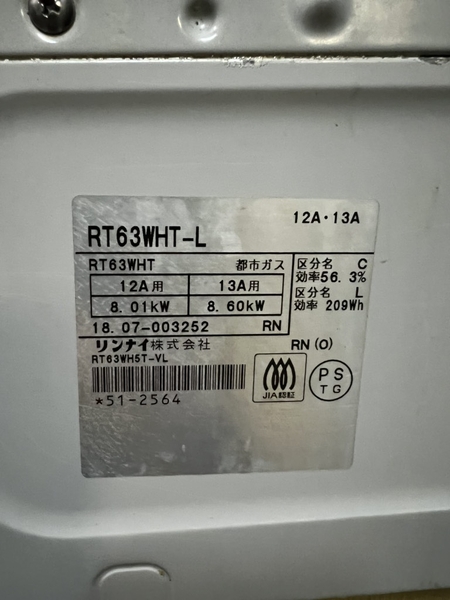 12A・13A
RT63WHT-L
RT63WHT 都市ガス
12A用 13A用
8.01kW 8.60kW
区分名 C
効率56.3%
区分名 L
効率 209Wh
18.07-003252 RN
リンナイ株式会社 RN(O)
RT63WH5T-VL
*51-2564
JIA認証
PS
TG